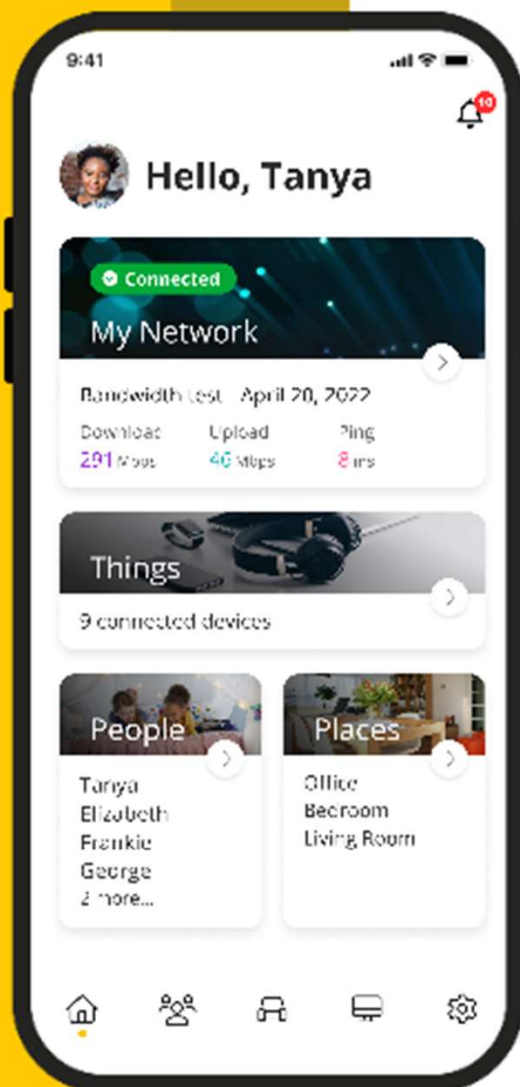 9:41
10
Hello, Tanya
Connected
My Network
Bandwidth test - April 20, 2022
Download Upload Ping
291 Mbps 46 Mbps 8 ms
Things
9 connected devices
People
Places
Tanya
Elizabeth
Frankie
George
2 more...
Office
Bedroom
Living Room